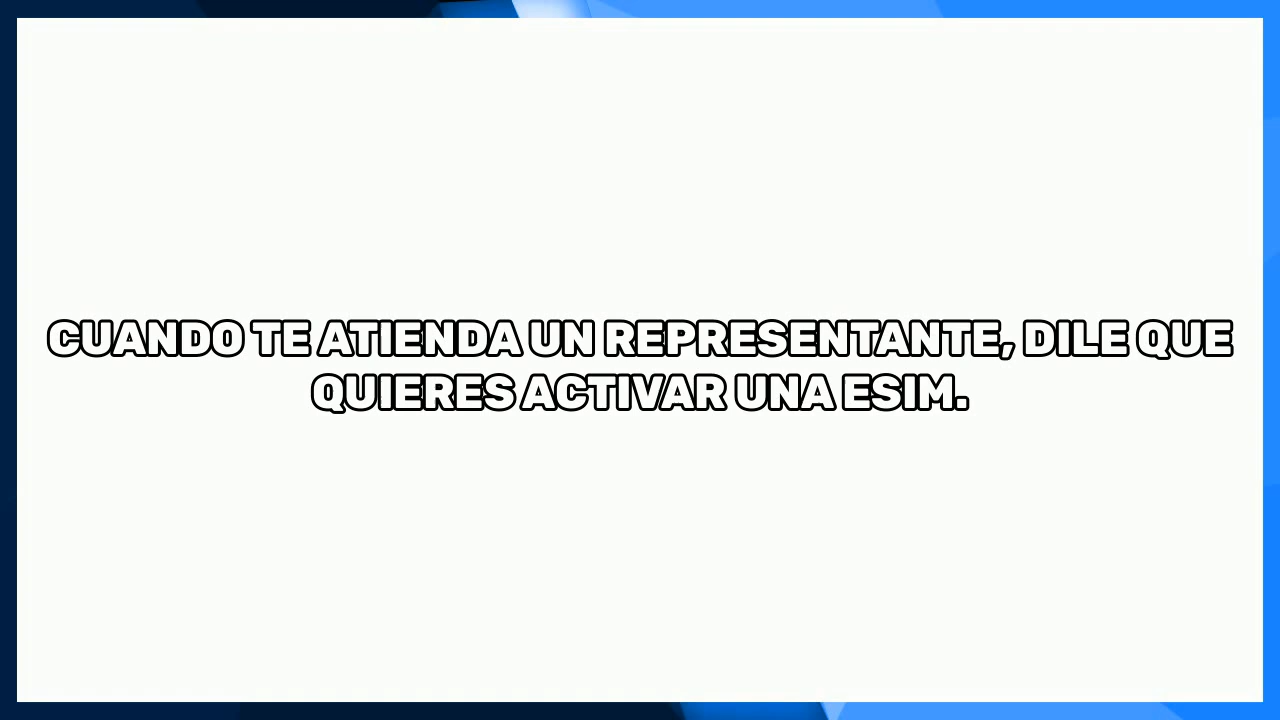 CUANDO TE ATIENDA UN REPRESENTANTE, DILE QUE
QUIERES ACTIVAR UNA ESIM.